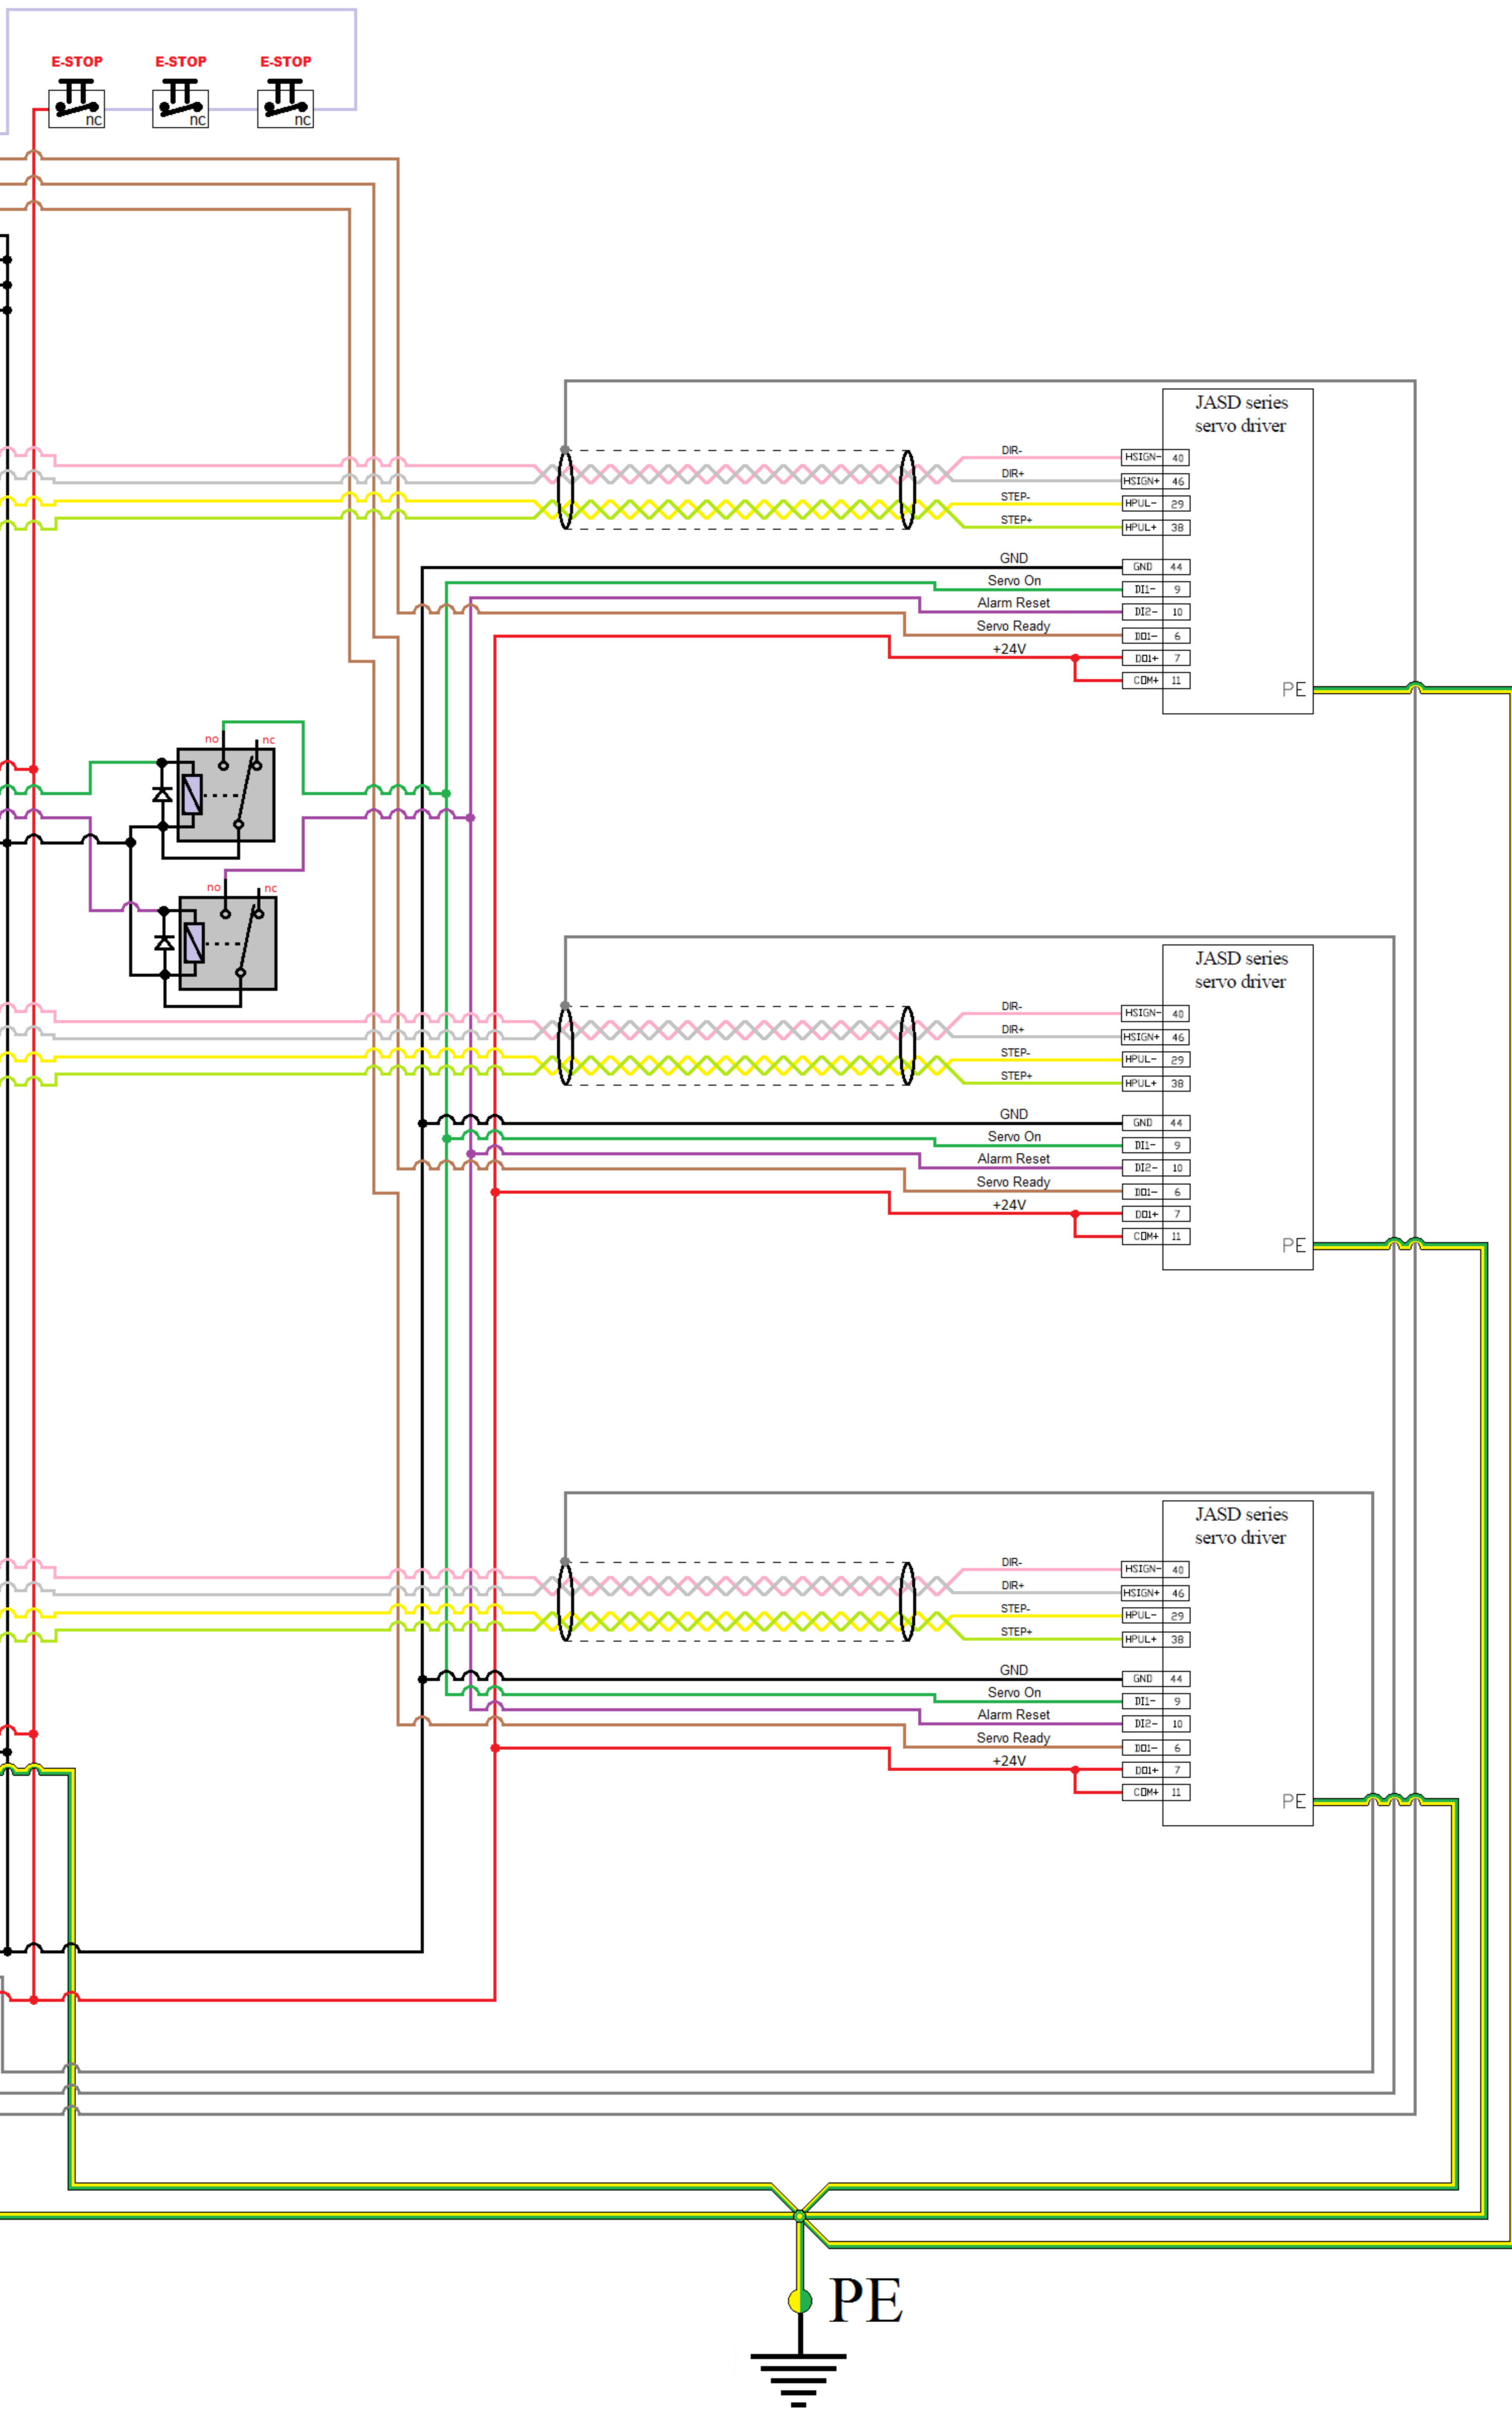 E-STOP E-STOP E-STOP
nc nc nc
JASD series
servo driver
DIR- HSIGN- 40
DIR+ HSIGN+ 46
STEP- HPUL- 29
STEP+ HPUL+ 38
GND GND 44
Servo On DI1- 9
Alarm Reset DI2- 10
Servo Ready DO1- 6
+24V DO1+ 7
COM+ 11
PE
no nc
no nc
JASD series
servo driver
DIR- HSIGN- 40
DIR+ HSIGN+ 46
STEP- HPUL- 29
STEP+ HPUL+ 38
GND GND 44
Servo On DI1- 9
Alarm Reset DI2- 10
Servo Ready DO1- 6
+24V DO1+ 7
COM+ 11
PE
JASD series
servo driver
DIR- HSIGN- 40
DIR+ HSIGN+ 46
STEP- HPUL- 29
STEP+ HPUL+ 38
GND GND 44
Servo On DI1- 9
Alarm Reset DI2- 10
Servo Ready DO1- 6
+24V DO1+ 7
COM+ 11
PE
PE